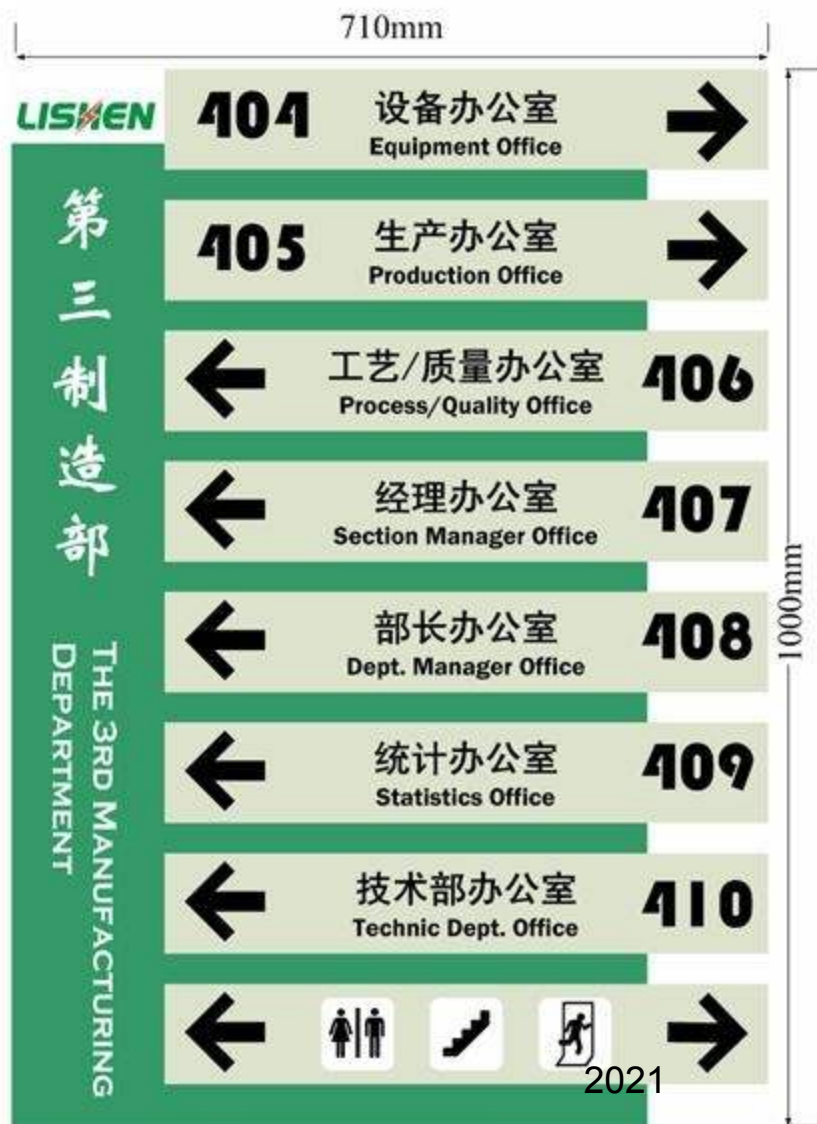 710mm
LISHEN
404
设备办公室
Equipment Office
405
生产办公室
Production Office
工艺/质量办公室
Process/Quality Office
406
经理办公室
Section Manager Office
407
部长办公室
Dept. Manager Office
408
统计办公室
Statistics Office
409
技术部办公室
Technic Dept. Office
410
第三制造部
THE 3RD MANUFACTURING
DEPARTMENT
1000mm
2021